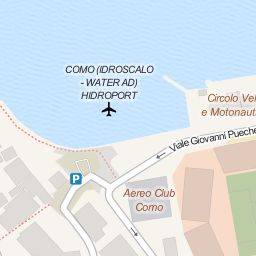 COMO (IDROSCALO
- WATER AD)
HIDROPORT
Circolo Vel
e Motonaut
Viale Giovanni Pueche
P
Aereo Club
Como